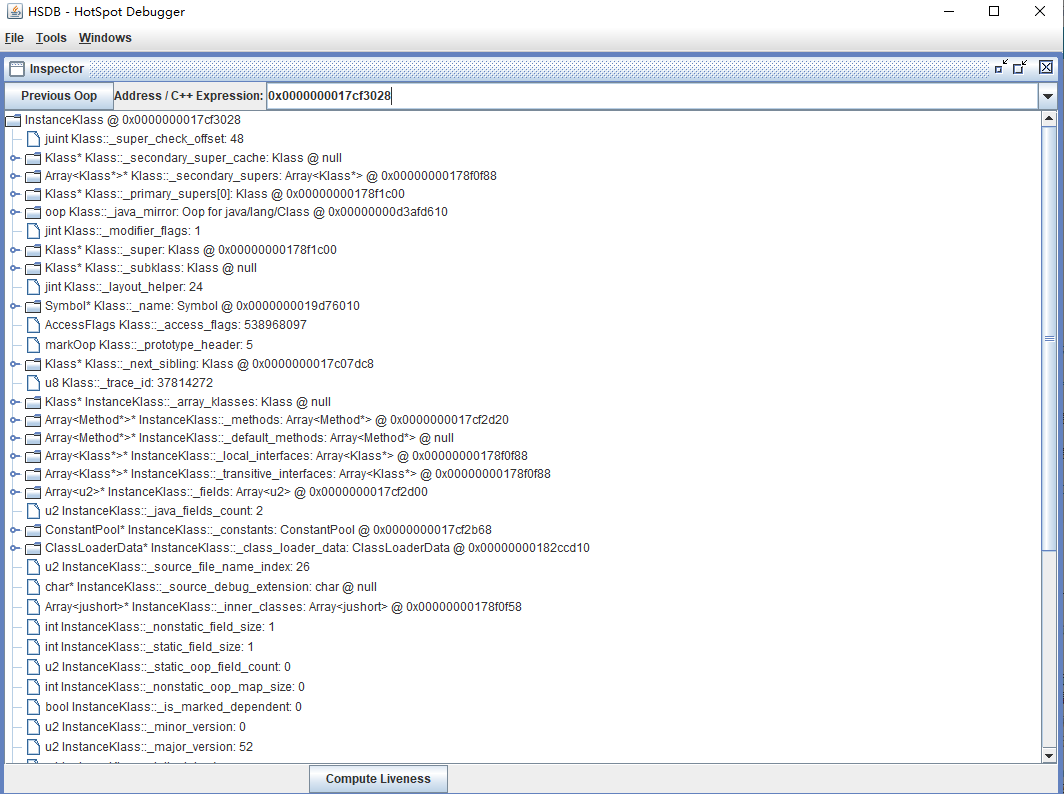 HSDB - HotSpot Debugger
File Tools Windows
Inspector
Previous Oop Address / C++ Expression: 0x0000000017cf3028
InstanceKlass @ 0x0000000017cf3028
juint Klass::_super_check_offset: 48
Klass* Klass::_secondary_super_cache: Klass @ null
Array<Klass*>* Klass::_secondary_supers: Array<Klass*> @ 0x00000000178f0f88
Klass* Klass::_primary_supers[0]: Klass @ 0x00000000178f1c00
oop Klass::_java_mirror: Oop for java/lang/Class @ 0x00000000d3afd610
jint Klass::_modifier_flags: 1
Klass* Klass::_super: Klass @ 0x00000000178f1c00
Klass* Klass::_subklass: Klass @ null
jint Klass::_layout_helper: 24
Symbol* Klass::_name: Symbol @ 0x0000000019d76010
AccessFlags Klass::_access_flags: 538968097
markOop Klass::_prototype_header: 5
Klass* Klass::_next_sibling: Klass @ 0x0000000017c07dc8
u8 Klass::_trace_id: 37814272
Klass* InstanceKlass::_array_klasses: Klass @ null
Array<Method*>* InstanceKlass::_methods: Array<Method*> @ 0x0000000017cf2d20
Array<Method*>* InstanceKlass::_default_methods: Array<Method*> @ null
Array<Klass*>* InstanceKlass::_local_interfaces: Array<Klass*> @ 0x00000000178f0f88
Array<Klass*>* InstanceKlass::_transitive_interfaces: Array<Klass*> @ 0x00000000178f0f88
Array<u2>* InstanceKlass::_fields: Array<u2> @ 0x0000000017cf2d00
u2 InstanceKlass::_java_fields_count: 2
ConstantPool* InstanceKlass::_constants: ConstantPool @ 0x0000000017cf2b68
ClassLoaderData* InstanceKlass::_class_loader_data: ClassLoaderData @ 0x00000000182ccd10
u2 InstanceKlass::_source_file_name_index: 26
char* InstanceKlass::_source_debug_extension: char @ null
Array<jushort>* InstanceKlass::_inner_classes: Array<jushort> @ 0x00000000178f0f58
int InstanceKlass::_nonstatic_field_size: 1
int InstanceKlass::_static_field_size: 1
u2 InstanceKlass::_static_oop_field_count: 0
int InstanceKlass::_nonstatic_oop_map_size: 0
bool InstanceKlass::_is_marked_dependent: 0
u2 InstanceKlass::_minor_version: 0
u2 InstanceKlass::_major_version: 52
Compute Liveness